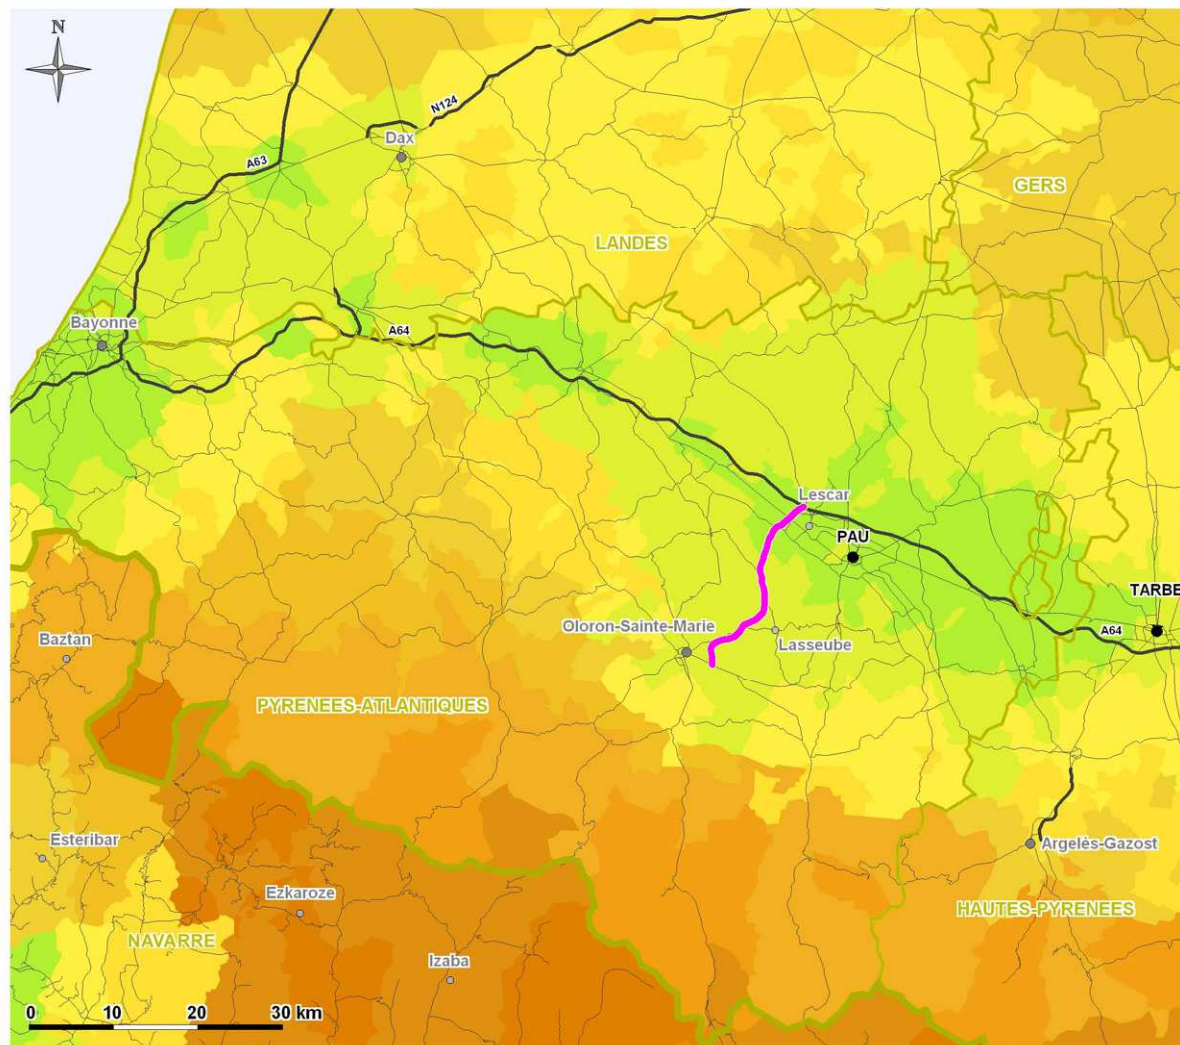 N
N124
Dax
A63
GERS
LANDES
Bayonne
A64
Lescar
PAU
TARBE
Oloron-Sainte-Marie
A64
Lasseube
Baztan
PYRENEES-ATLANTIQUES
Esteribar
Argelès-Gazost
Ezkaroze
HAUTES-PYRENEES
NAVARRE
Izaba
0 10 20 30 km